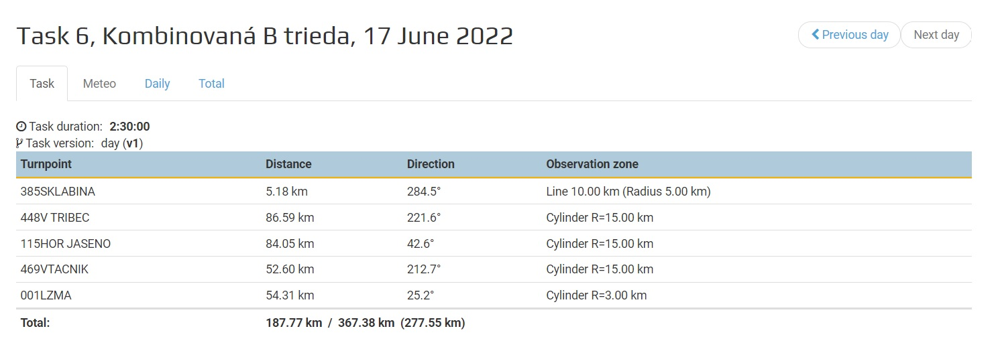 Task 6, Kombinovaná B trieda, 17 June 2022
Previous day Next day
Task Meteo Daily Total
Task duration: 2:30:00
Task version: day (v1)
Turnpoint Distance Direction Observation zone
385SKLABINA 5.18 km 284.5° Line 10.00 km (Radius 5.00 km)
448V TRIBEC 86.59 km 221.6° Cylinder R=15.00 km
115HOR JASENO 84.05 km 42.6° Cylinder R=15.00 km
469VTACNIK 52.60 km 212.7° Cylinder R=15.00 km
001LZMA 54.31 km 25.2° Cylinder R=3.00 km
Total: 187.77 km / 367.38 km (277.55 km)